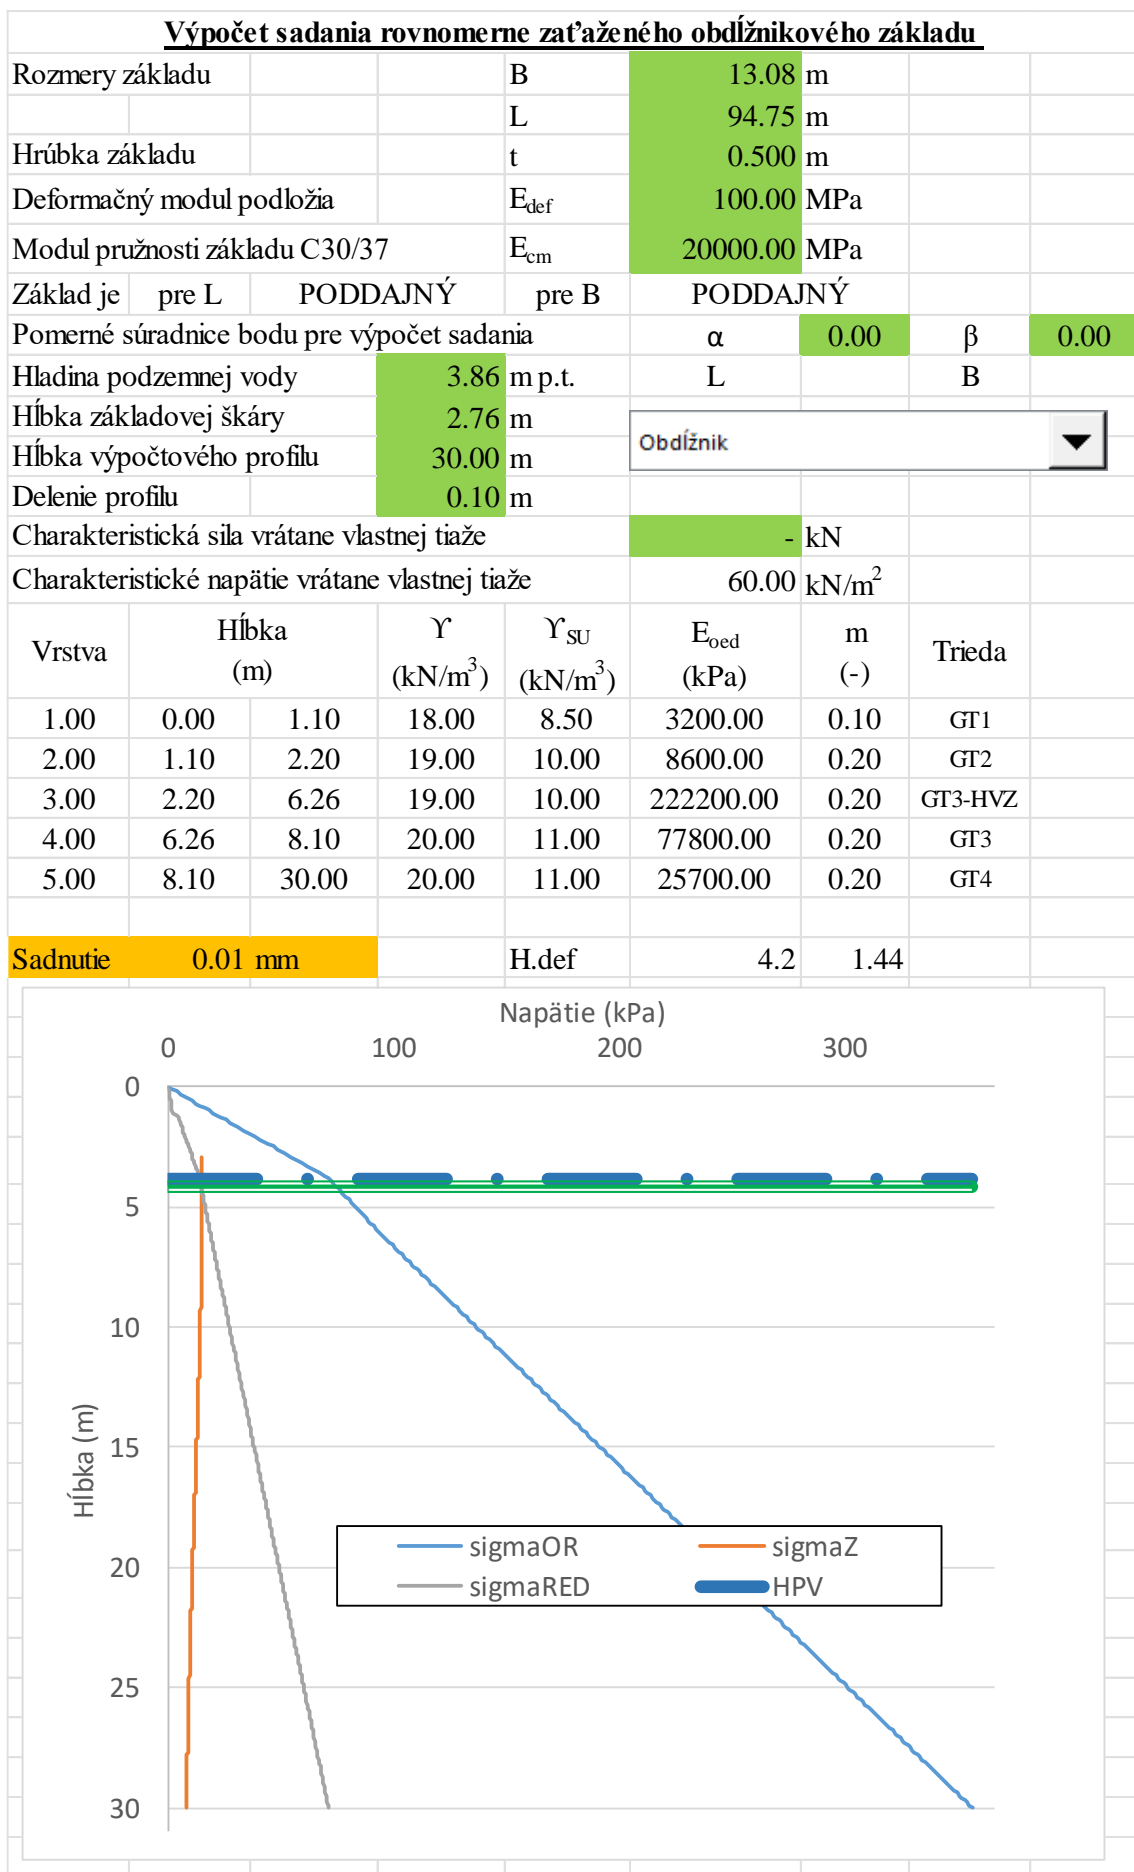 Výpočet sadania rovnomerne zaťaženého obdĺžnikového základu
Rozmery základu B 13.08 m
L 94.75 m
Hrúbka základu t 0.500 m
Deformačný modul podložia Edef 100.00 MPa
Modul pružnosti základu C30/37 Ecm 20000.00 MPa
Základ je pre L PODDAJNÝ pre B PODDAJNÝ
Pomerné súradnice bodu pre výpočet sadania α 0.00 β 0.00
Hladina podzemnej vody 3.86 m p.t. L B
Hĺbka základovej škáry 2.76 m
Obdĺžnik
Hĺbka výpočtového profilu 30.00 m
Delenie profilu 0.10 m
Charakteristická sila vrátane vlastnej tiaže - kN
Charakteristické napätie vrátane vlastnej tiaže 60.00 kN/m²
Vrstva Hĺbka (m) ϒ (kN/m³) ϒSU (kN/m³) Eoed (kPa) m (-) Trieda
1.00 0.00 1.10 18.00 8.50 3200.00 0.10 GT1
2.00 1.10 2.20 19.00 10.00 8600.00 0.20 GT2
3.00 2.20 6.26 19.00 10.00 222200.00 0.20 GT3-HVZ
4.00 6.26 8.10 20.00 11.00 77800.00 0.20 GT3
5.00 8.10 30.00 20.00 11.00 25700.00 0.20 GT4
Sadnutie 0.01 mm H.def 4.2 1.44
Napätie (kPa)
0 100 200 300
0
5
10
15
20
25
30
Hĺbka (m)
sigmaOR sigmaZ
sigmaRED HPV